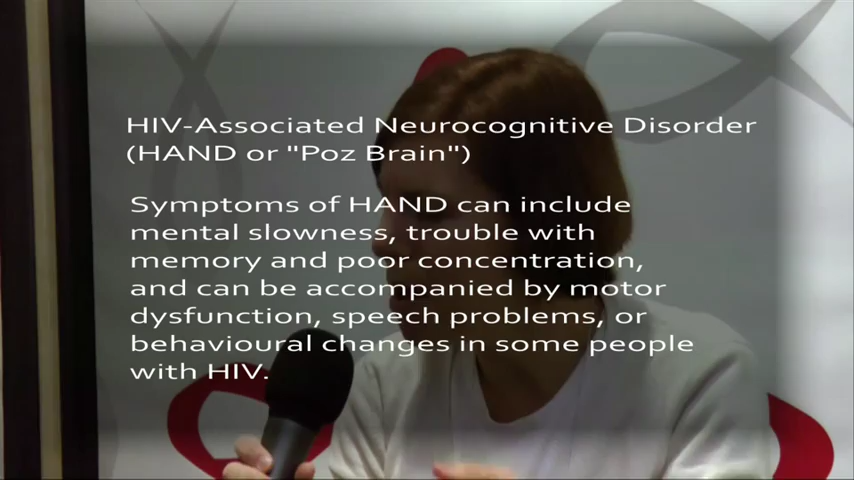 HIV-Associated Neurocognitive Disorder
(HAND or "Poz Brain")
Symptoms of HAND can include
mental slowness, trouble with
memory and poor concentration,
and can be accompanied by motor
dysfunction, speech problems, or
behavioural changes in some people
with HIV.